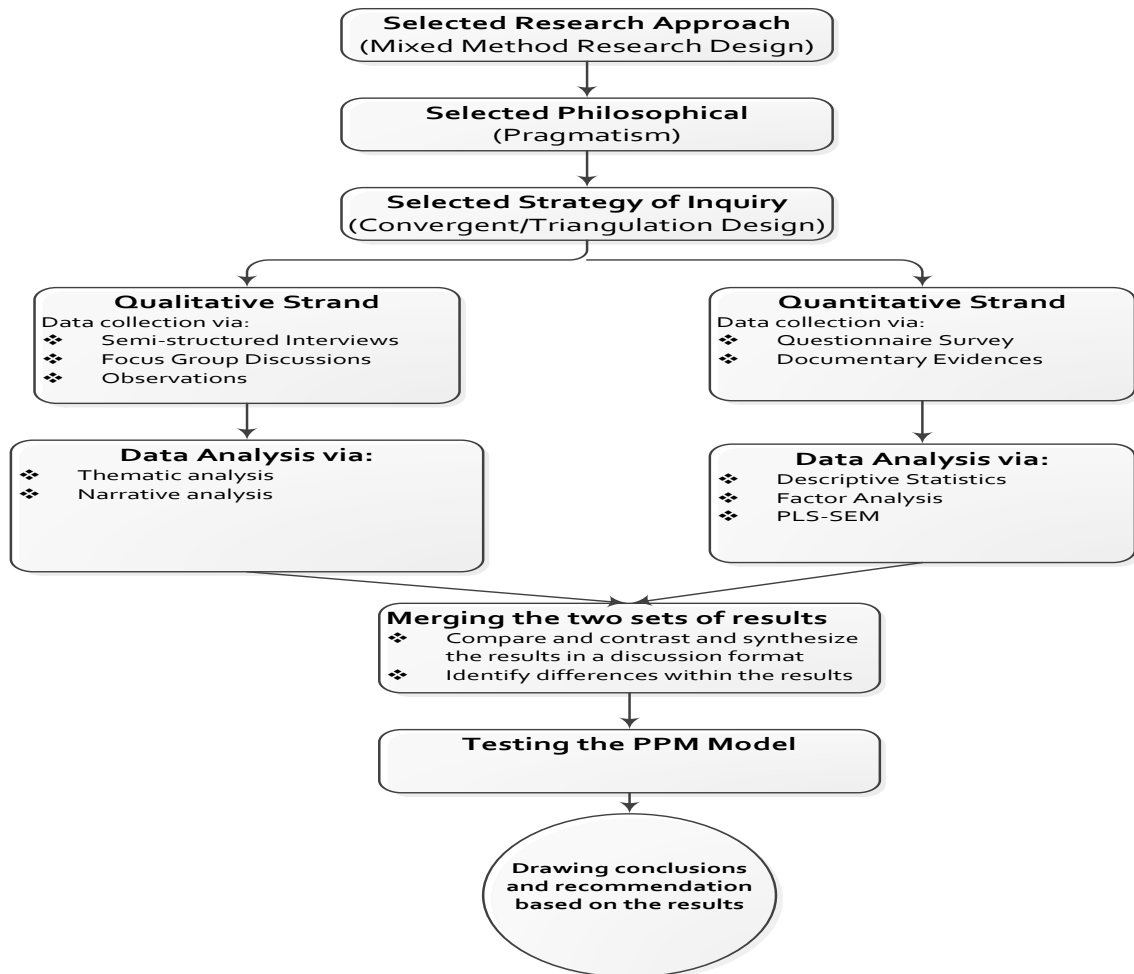 Selected Research Approach
(Mixed Method Research Design)
Selected Philosophical
(Pragmatism)
Selected Strategy of Inquiry
(Convergent/Triangulation Design)
Qualitative Strand
Data collection via:
❖ Semi-structured Interviews
❖ Focus Group Discussions
❖ Observations
Quantitative Strand
Data collection via:
❖ Questionnaire Survey
❖ Documentary Evidences
Data Analysis via:
❖ Thematic analysis
❖ Narrative analysis
Data Analysis via:
❖ Descriptive Statistics
❖ Factor Analysis
❖ PLS-SEM
Merging the two sets of results
❖ Compare and contrast and synthesize
the results in a discussion format
❖ Identify differences within the results
Testing the PPM Model
Drawing conclusions
and recommendation
based on the results